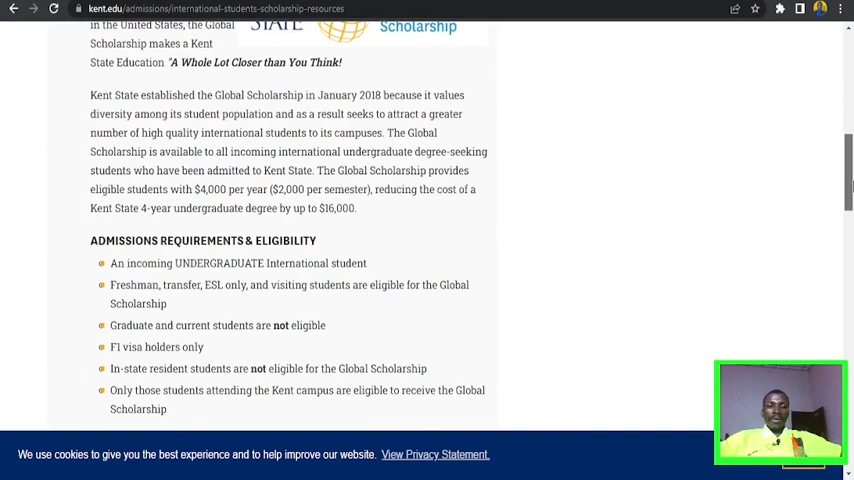 kent.edu/admissions/international-students-scholarship-resources
in the United States, the Global
Scholarship makes a Kent
State Education "A Whole Lot Closer than You Think!
STATE
Scholarship
Kent State established the Global Scholarship in January 2018 because it values
diversity among its student population and as a result seeks to attract a greater
number of high quality international students to its campuses. The Global
Scholarship is available to all incoming international undergraduate degree-seeking
students who have been admitted to Kent State. The Global Scholarship provides
eligible students with $4,000 per year ($2,000 per semester), reducing the cost of a
Kent State 4-year undergraduate degree by up to $16,000.
ADMISSIONS REQUIREMENTS & ELIGIBILITY
An incoming UNDERGRADUATE International student
Freshman, transfer, ESL only, and visiting students are eligible for the Global
Scholarship
Graduate and current students are not eligible
F1 visa holders only
In-state resident students are not eligible for the Global Scholarship
Only those students attending the Kent campus are eligible to receive the Global
Scholarship
We use cookies to give you the best experience and to help improve our website. View Privacy Statement.